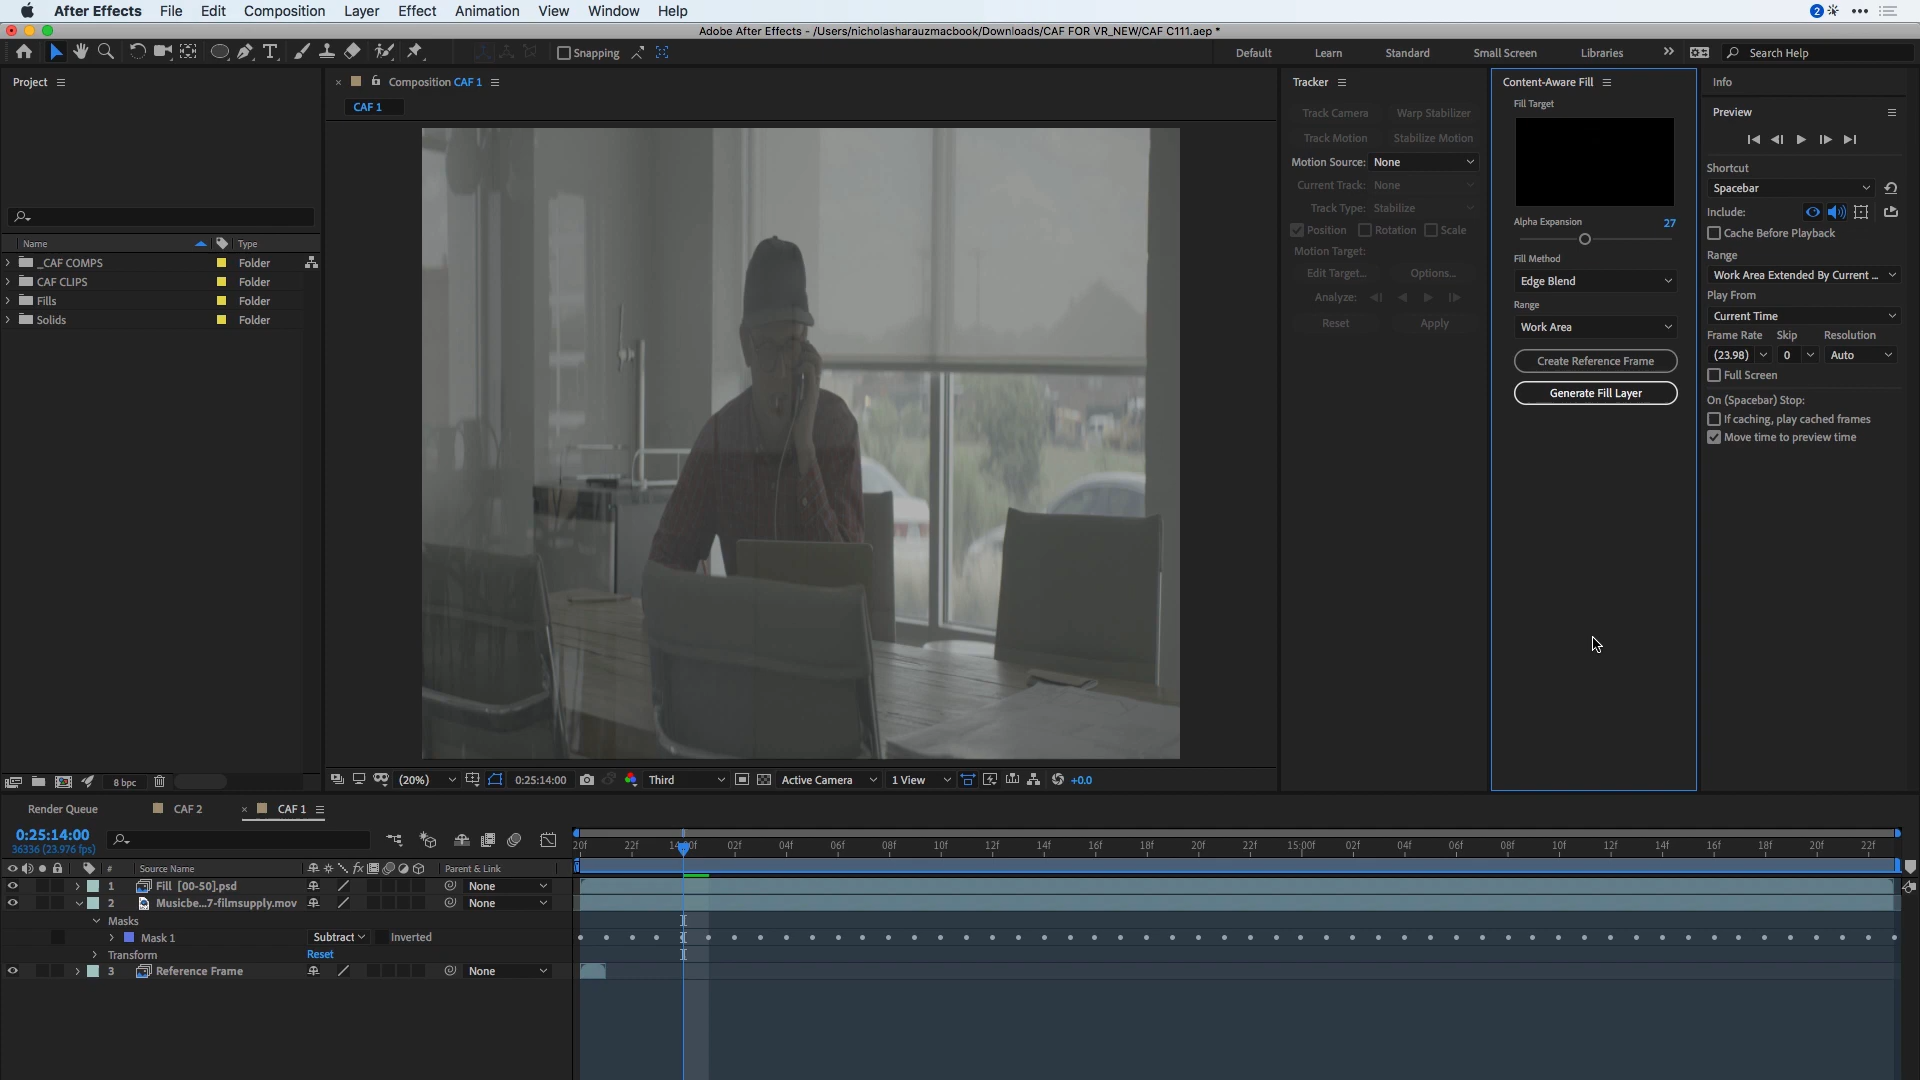 After Effects File Edit Composition Layer Effect Animation View Window Help 2
Adobe After Effects - /Users/nicholasharauzmacbook/Downloads/CAF FOR VR_NEW/CAF C111.aep *
Snapping Default Learn Standard Small Screen Libraries Search Help
Project
Name Type
_CAF COMPS Folder
CAF CLIPS Folder
Fills Folder
Solids Folder
8 bpc
Composition CAF 1
CAF 1
(20%) 0:25:14:00 Third Active Camera 1 View +0.0
Tracker
Track Camera Warp Stabilizer
Track Motion Stabilize Motion
Motion Source: None
Current Track: None
Track Type: Stabilize
Position Rotation Scale
Motion Target:
Edit Target... Options...
Analyze:
Reset Apply
Content-Aware Fill
Fill Target
Alpha Expansion 27
Fill Method
Edge Blend
Range
Work Area
Create Reference Frame
Generate Fill Layer
Info
Preview
Shortcut
Spacebar
Include:
Cache Before Playback
Range
Work Area Extended By Current ...
Play From
Current Time
Frame Rate Skip Resolution
(23.98) 0 Auto
Full Screen
On (Spacebar) Stop:
If caching, play cached frames
Move time to preview time
Render Queue CAF 2 CAF 1
0:25:14:00
36336 (23.976 fps)
20f 22f 14:00f 02f 04f 06f 08f 10f 12f 14f 16f 18f 20f 22f 15:00f 02f 04f 06f 08f 10f 12f 14f 16f 18f 20f 22f
# Source Name fx Parent & Link
1 Fill [00-50].psd None
2 Musicbe...7-filmsupply.mov None
Masks
Mask 1 Subtract Inverted
Transform Reset
3 Reference Frame None